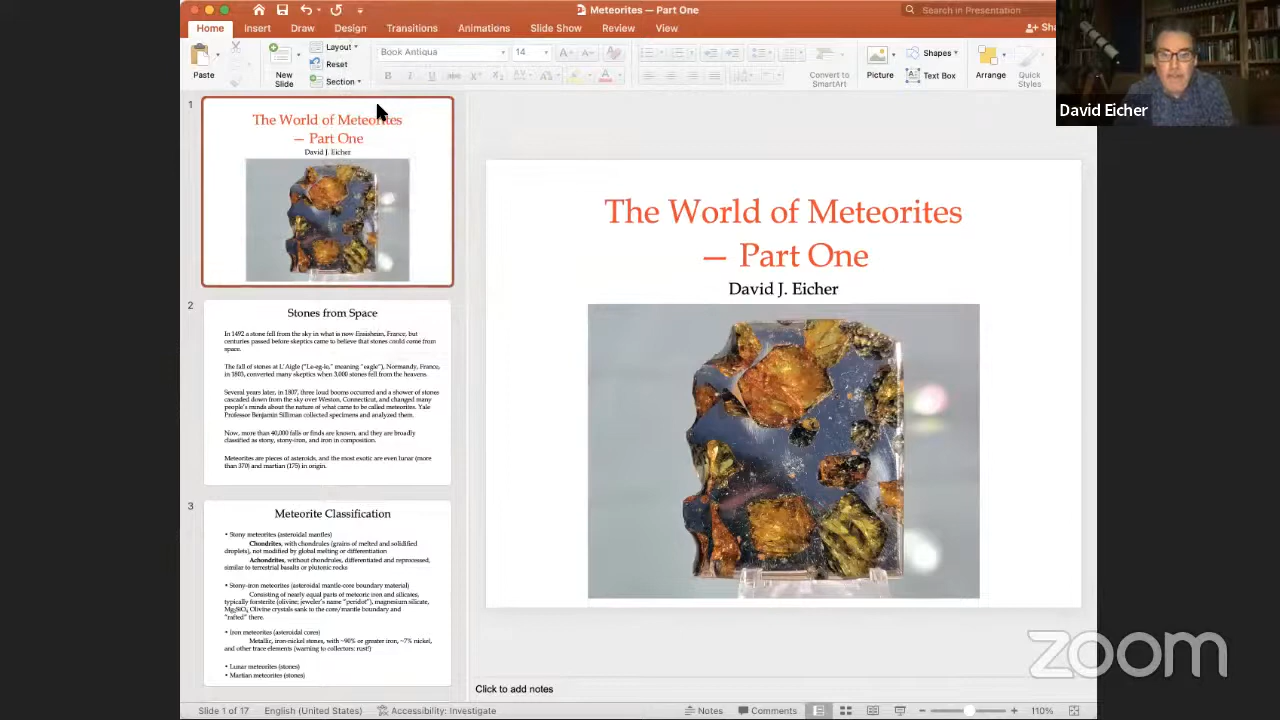 Meteorites — Part One
Search in Presentation
Home Insert Draw Design Transitions Animations Slide Show Review View
Sha
Paste
New
Slide
Layout
Reset
Section
Book Antiqua
14
B I U abc
Convert to
SmartArt
Picture
Shapes
Text Box
Arrange
Quick
Styles
David Eicher
1
The World of Meteorites
— Part One
David J. Eicher
2
Stones from Space
In 1492 a stone fell from the sky in what is now Ensisheim, France, but
centuries passed before skeptics came to believe that stones could come from
space.
The fall of stones at L'Aigle ("La-eg-le," meaning "eagle"), Normandy, France,
in 1803, converted many skeptics when 3,000 stones fell from the heavens.
Several years later, in 1807, three loud booms occurred and a shower of stones
cascaded down from the sky over Weston, Connecticut, and changed many
people's minds about the nature of what came to be called meteorites. Yale
Professor Benjamin Silliman collected specimens and analyzed them.
Now, more than 40,000 falls or finds are known, and they are broadly
classified as stony, stony-iron, and iron in composition.
Meteorites are pieces of asteroids, and the most exotic are even lunar (more
than 370) and martian (175) in origin.
3
Meteorite Classification
• Stony meteorites (asteroidal mantles)
Chondrites, with chondrules (grains of melted and solidified
droplets), not modified by global melting or differentiation
Achondrites, without chondrules, differentiated and reprocessed,
similar to terrestrial basalts or plutonic rocks
• Stony-iron meteorites (asteroidal mantle-core boundary material)
Consisting of nearly equal parts of meteoric iron and silicates,
typically forsterite (olivine; jeweler's name "peridot"), magnesium silicate,
Mg₂SiO₄. Olivine crystals sank to the core/mantle boundary and
"rafted" there.
• Iron meteorites (asteroidal cores)
Metallic, iron-nickel stones, with ~90% or greater iron, ~7% nickel,
and other trace elements (warning to collectors: rust!)
• Lunar meteorites (stones)
• Martian meteorites (stones)
The World of Meteorites
— Part One
David J. Eicher
zoom
Click to add notes
Slide 1 of 17 English (United States) Accessibility: Investigate Notes Comments 110%